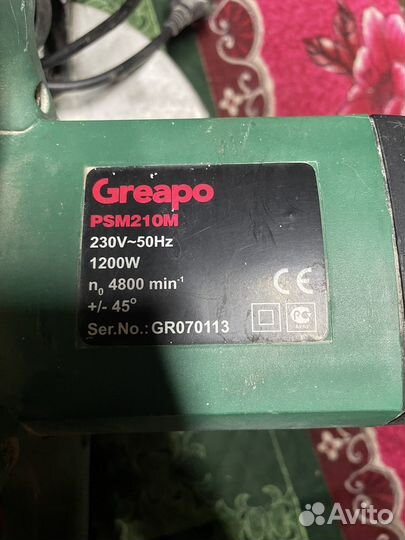 Greapo
PSM210M
230V~50Hz
1200W
n₀ 4800 min⁻¹
+/- 45°
Ser.No.: GR070113
CE
Avito